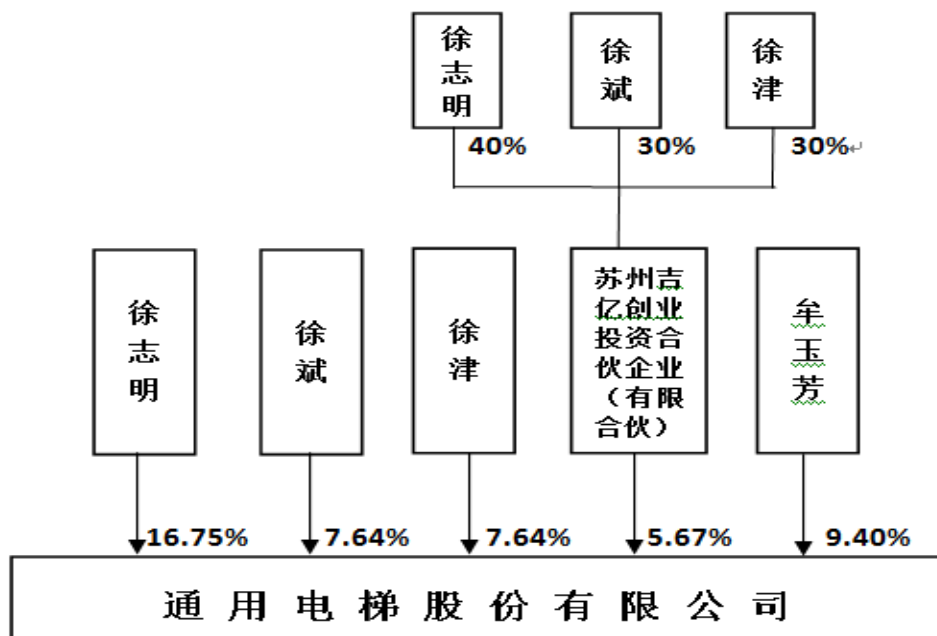 徐志明
徐斌
徐津
40%
30%
30%
徐志明
徐斌
徐津
苏州吉
亿创业
投资合
伙企业
（有限
合伙）
牟玉芳
16.75%
7.64%
7.64%
5.67%
9.40%
通用电梯股份有限公司